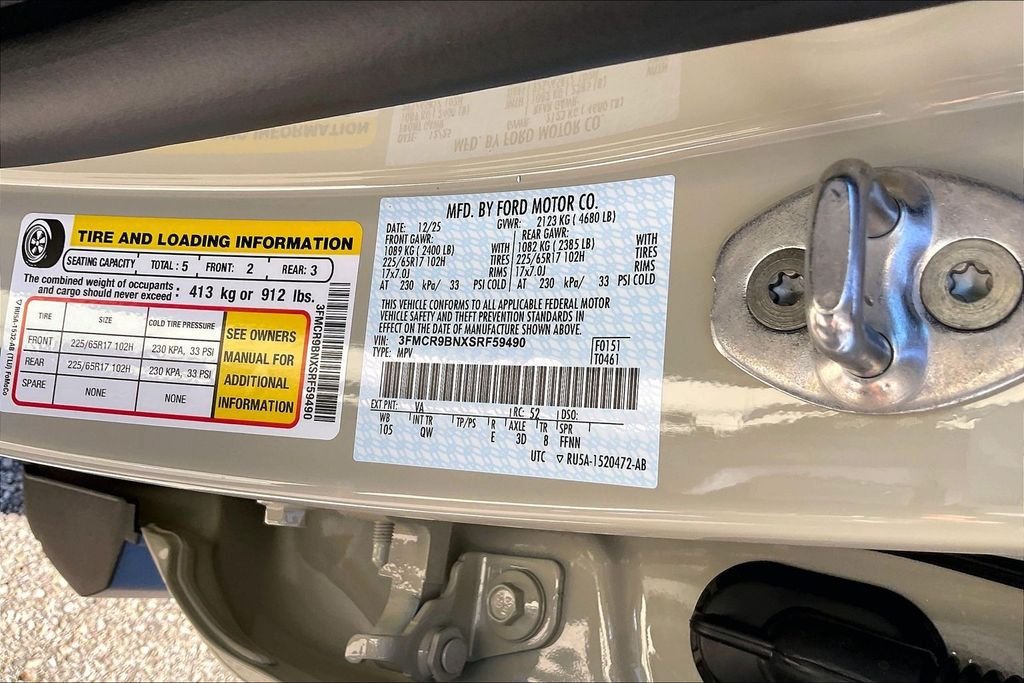 TIRE AND LOADING INFORMATION
SEATING CAPACITY TOTAL : 5 FRONT: 2 REAR: 3
The combined weight of occupants and cargo should never exceed : 413 kg or 912 lbs.
TIRE SIZE COLD TIRE PRESSURE
FRONT 225/65R17 102H 230 KPA, 33 PSI
REAR 225/65R17 102H 230 KPA, 33 PSI
SPARE NONE NONE
SEE OWNERS
MANUAL FOR
ADDITIONAL
INFORMATION
3FMCR9BNXSRF59490
▽RU5A-1532-AB (TLI) FoMoCo
MFD. BY FORD MOTOR CO.
DATE: 12/25 GVWR: 2123 KG ( 4680 LB)
FRONT GAWR: REAR GAWR:
1089 KG ( 2400 LB) WITH 1082 KG ( 2385 LB) WITH
225/65R17 102H TIRES 225/65R17 102H TIRES
17x7.0J RIMS 17x7.0J RIMS
AT 230 kPa/ 33 PSI COLD AT 230 kPa/ 33 PSI COLD
THIS VEHICLE CONFORMS TO ALL APPLICABLE FEDERAL MOTOR
VEHICLE SAFETY AND THEFT PREVENTION STANDARDS IN
EFFECT ON THE DATE OF MANUFACTURE SHOWN ABOVE.
VIN: 3FMCR9BNXSRF59490 F0151
TYPE: MPV T0461
EXT PNT: VA RC: 52 DSO:
WB INT TR TP/PS R AXLE TR SPR
105 QW E 3D 8 FFNN
UTC ▽RU5A-1520472-AB